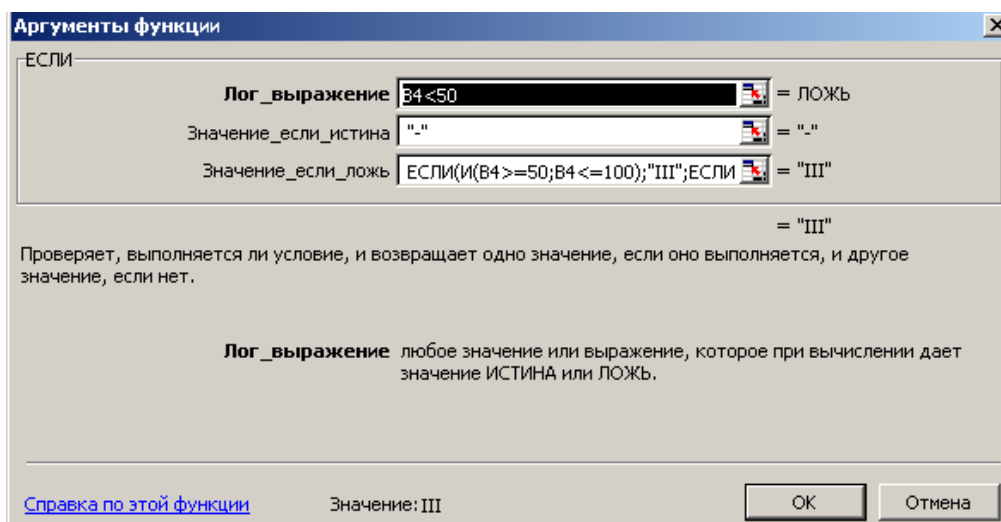 Аргументы функции
ЕСЛИ
Лог_выражение B4<50 = ЛОЖЬ
Значение_если_истина "-" = "-"
Значение_если_ложь ЕСЛИ(И(B4>=50;B4<=100);"III";ЕСЛИ = "III"
= "III"
Проверяет, выполняется ли условие, и возвращает одно значение, если оно выполняется, и другое
значение, если нет.
Лог_выражение любое значение или выражение, которое при вычислении дает
значение ИСТИНА или ЛОЖЬ.
Справка по этой функции Значение: III OK Отмена